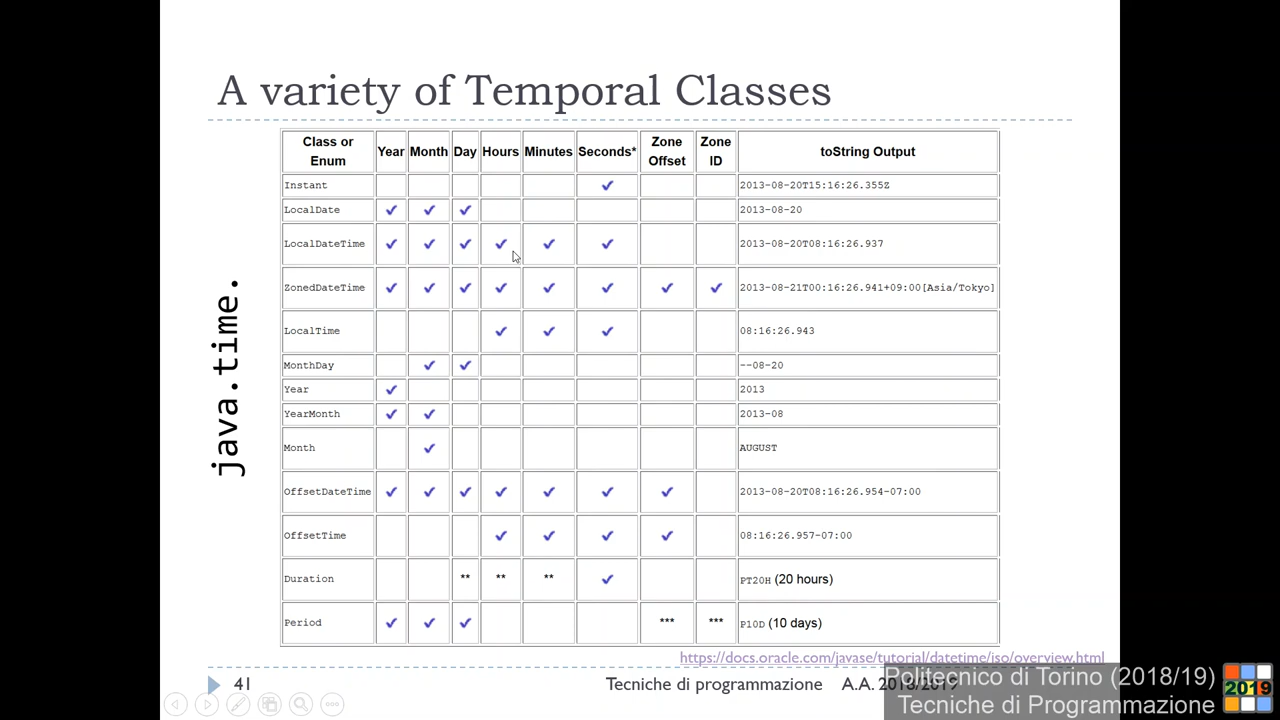 A variety of Temporal Classes
Class or Enum Year Month Day Hours Minutes Seconds* Zone Offset Zone ID toString Output
Instant ✔ 2013-08-20T15:16:26.355Z
LocalDate ✔ ✔ ✔ 2013-08-20
LocalDateTime ✔ ✔ ✔ ✔ ✔ ✔ 2013-08-20T08:16:26.937
ZonedDateTime ✔ ✔ ✔ ✔ ✔ ✔ ✔ ✔ 2013-08-21T00:16:26.941+09:00[Asia/Tokyo]
LocalTime ✔ ✔ ✔ 08:16:26.943
MonthDay ✔ ✔ --08-20
Year ✔ 2013
YearMonth ✔ ✔ 2013-08
Month ✔ AUGUST
OffsetDateTime ✔ ✔ ✔ ✔ ✔ ✔ ✔ 2013-08-20T08:16:26.954-07:00
OffsetTime ✔ ✔ ✔ ✔ 08:16:26.957-07:00
Duration ** ** ** ✔ PT20H (20 hours)
Period ✔ ✔ ✔ *** *** P10D (10 days)
java.time.
https://docs.oracle.com/javase/tutorial/datetime/iso/overview.html
41 Tecniche di programmazione A.A. 2018/2019
Politecnico di Torino (2018/19)
Tecniche di Programmazione
2019